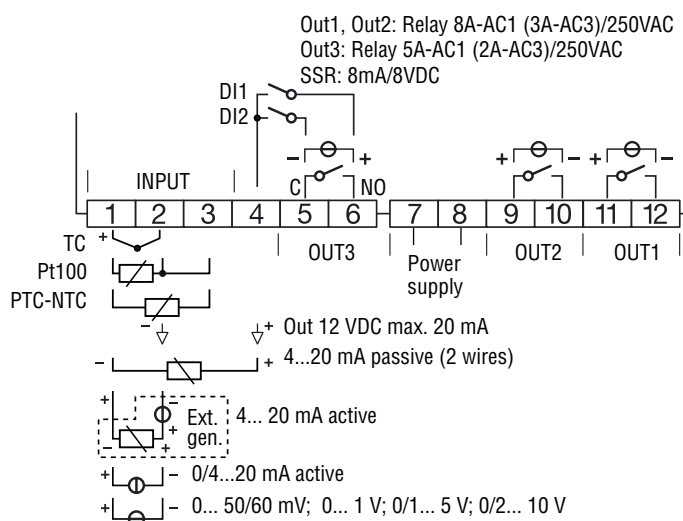 Out1, Out2: Relay 8A-AC1 (3A-AC3)/250VAC
Out3: Relay 5A-AC1 (2A-AC3)/250VAC
SSR: 8mA/8VDC
DI1
DI2
− +
+ −
+ −
INPUT
C NO
1 2 3 4 5 6 7 8 9 10 11 12
TC +
OUT3
Power
supply
OUT2
OUT1
Pt100
PTC-NTC
− + Out 12 VDC max. 20 mA
− + 4...20 mA passive (2 wires)
+ −
Ext.
gen.
4... 20 mA active
− + +
+ − 0/4...20 mA active
+ − 0... 50/60 mV; 0... 1 V; 0/1... 5 V; 0/2... 10 V